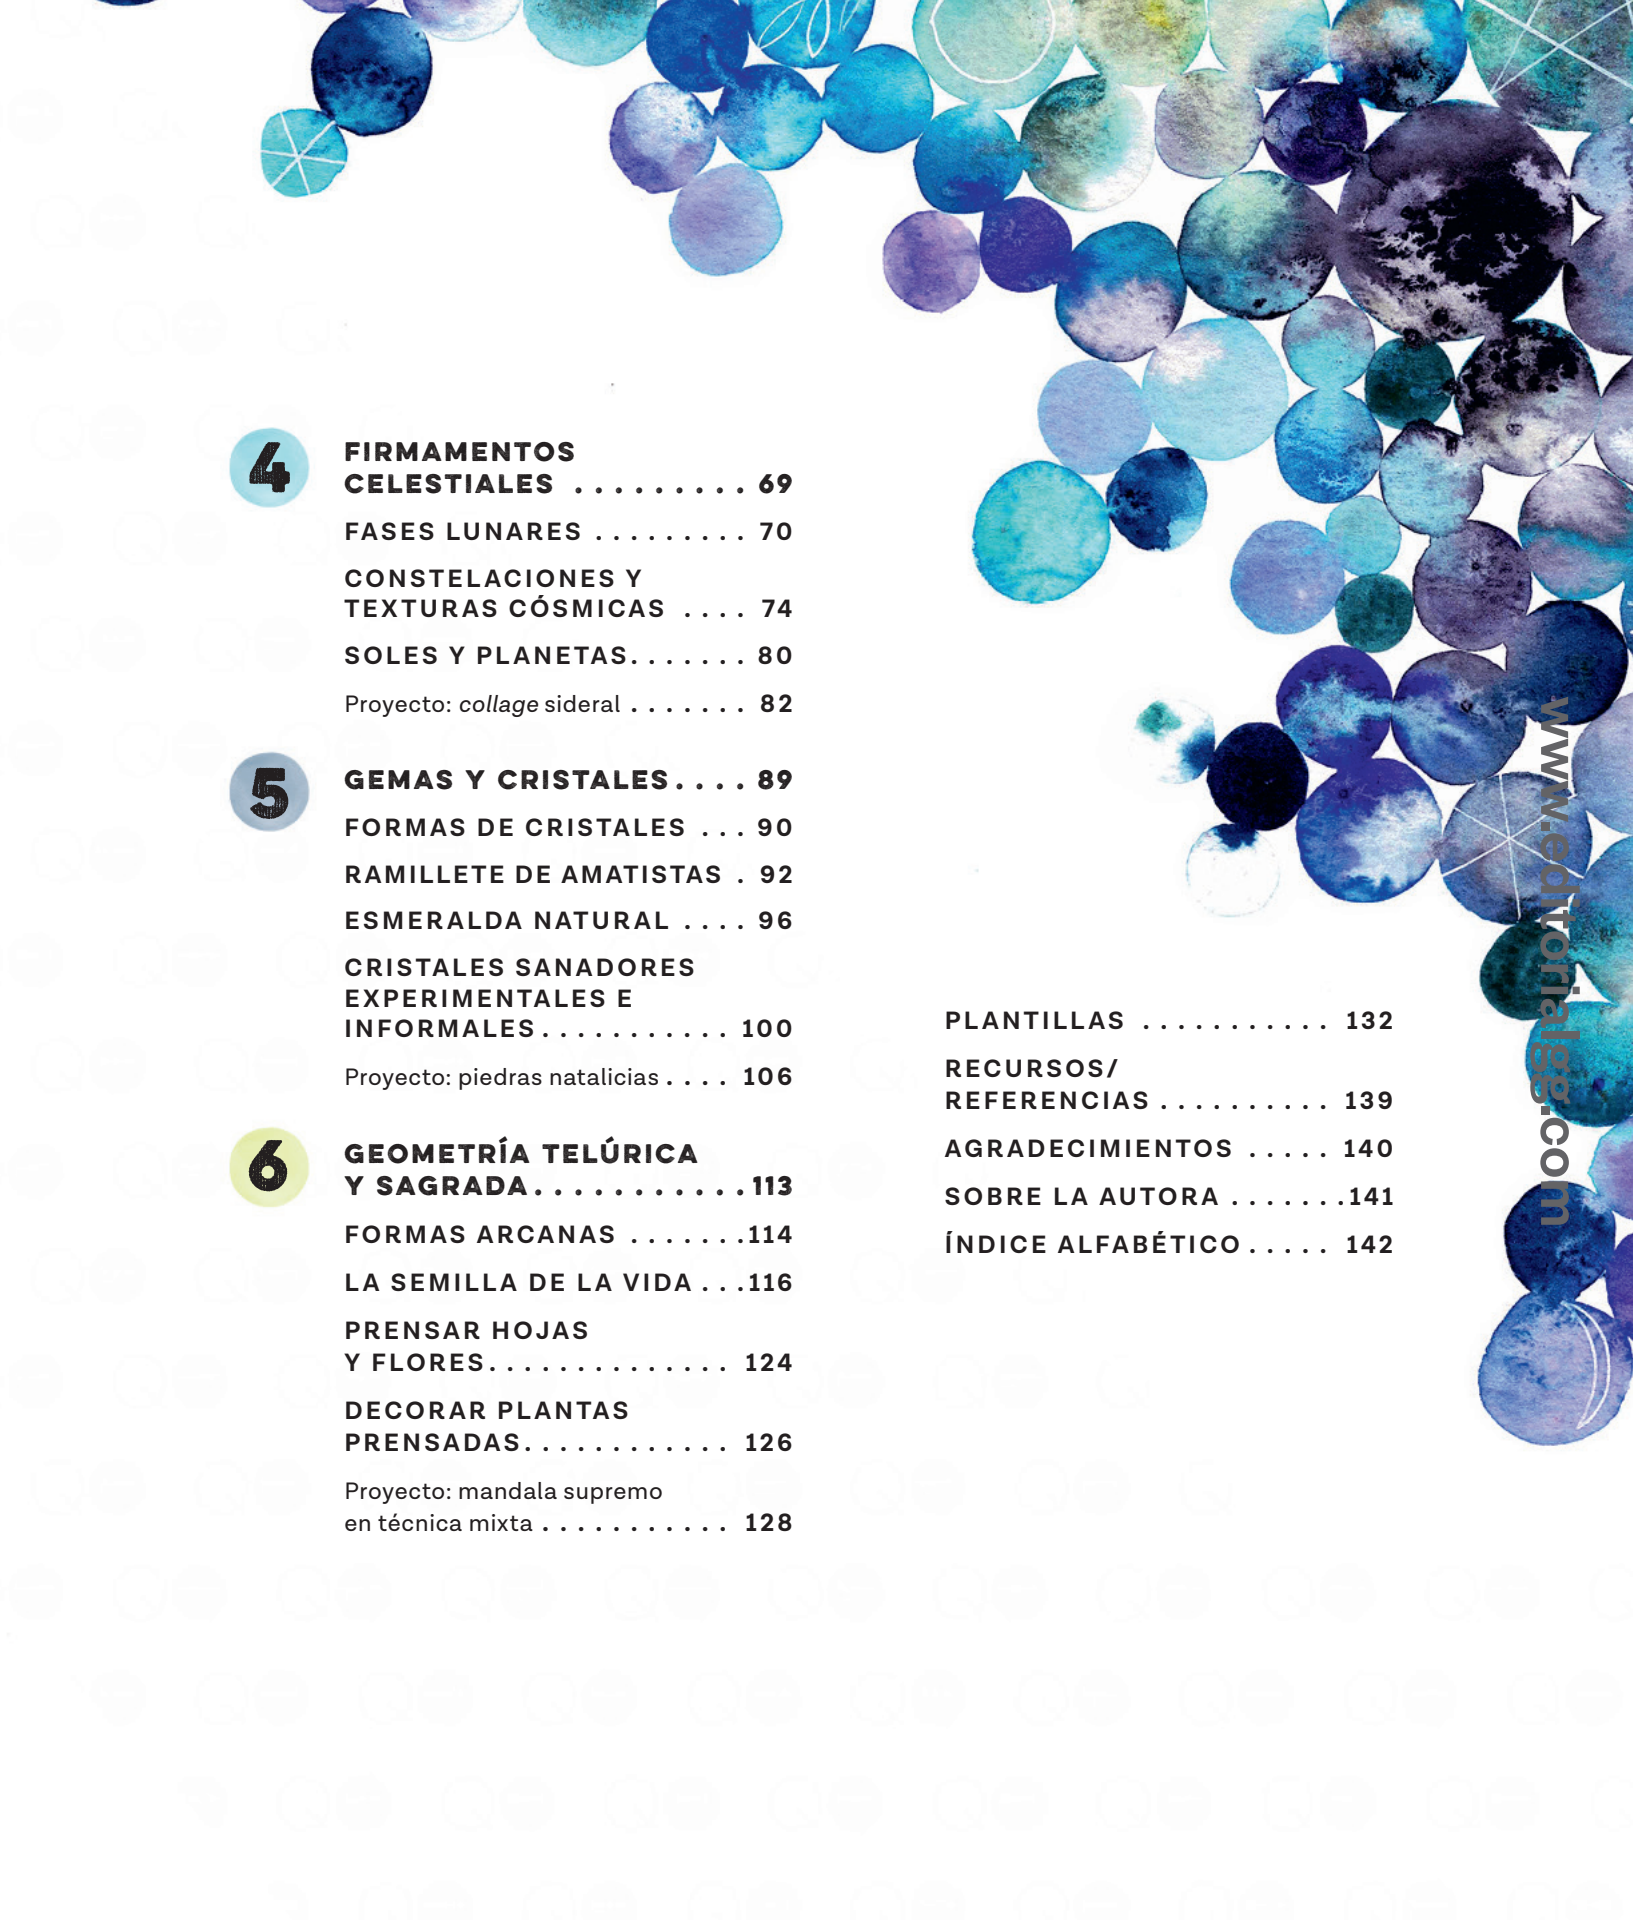 4
FIRMAMENTOS
CELESTIALES . . . . . . . . . 69
FASES LUNARES . . . . . . . . . 70
CONSTELACIONES Y
TEXTURAS CÓSMICAS . . . . 74
SOLES Y PLANETAS. . . . . . . 80
Proyecto: collage sideral . . . . . . . 82
5
GEMAS Y CRISTALES. . . . 89
FORMAS DE CRISTALES . . . 90
RAMILLETE DE AMATISTAS . 92
ESMERALDA NATURAL . . . . 96
CRISTALES SANADORES
EXPERIMENTALES E
INFORMALES . . . . . . . . . . . 100
Proyecto: piedras natalicias . . . . 106
6
GEOMETRÍA TELÚRICA
Y SAGRADA. . . . . . . . . . . 113
FORMAS ARCANAS . . . . . . .114
LA SEMILLA DE LA VIDA . . .116
PRENSAR HOJAS
Y FLORES. . . . . . . . . . . . . . 124
DECORAR PLANTAS
PRENSADAS. . . . . . . . . . . . 126
Proyecto: mandala supremo
en técnica mixta . . . . . . . . . . . 128
PLANTILLAS . . . . . . . . . . . 132
RECURSOS/
REFERENCIAS . . . . . . . . . . 139
AGRADECIMIENTOS . . . . . 140
SOBRE LA AUTORA . . . . . . .141
ÍNDICE ALFABÉTICO . . . . . 142
www.editorialgg.com